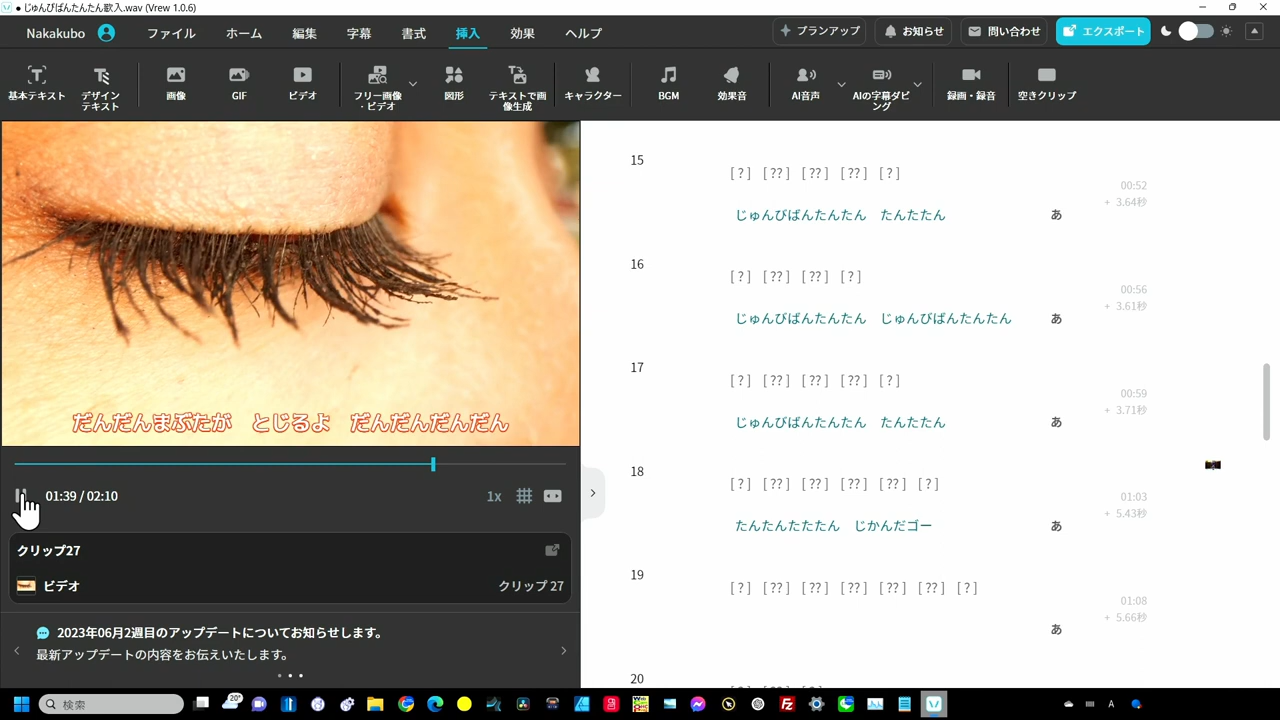 ● じゅんびばんたんたん歌入.wav (Vrew 1.0.6)
Nakakubo ファイル ホーム 編集 字幕 書式 挿入 効果 ヘルプ プランアップ お知らせ 問い合わせ エクスポート
基本テキスト デザインテキスト 画像 GIF ビデオ フリー画像・ビデオ 図形 テキストで画像生成 キャラクター BGM 効果音 AI音声 AIの字幕ダビング 録画・録音 空きクリップ
だんだんまぶたが とじるよ だんだんだんだん
01:39 / 02:10 1x
クリップ27
ビデオ クリップ 27
2023年06月2週目のアップデートについてお知らせします。
最新アップデートの内容をお伝えいたします。
15
[ ? ] [ ?? ] [ ?? ] [ ?? ] [ ? ]
00:52
+ 3.64秒
じゅんびばんたんたん たんたたん あ
16
[ ? ] [ ?? ] [ ?? ] [ ? ]
00:56
+ 3.61秒
じゅんびばんたんたん じゅんびばんたんたん あ
17
[ ? ] [ ?? ] [ ?? ] [ ?? ] [ ? ]
00:59
+ 3.71秒
じゅんびばんたんたん たんたたん あ
18
[ ? ] [ ?? ] [ ?? ] [ ?? ] [ ?? ] [ ? ]
01:03
+ 5.43秒
たんたんたたたん じかんだゴー あ
19
[ ? ] [ ?? ] [ ?? ] [ ?? ] [ ?? ] [ ?? ] [ ? ]
01:08
+ 5.66秒
あ
20
検索 20° A